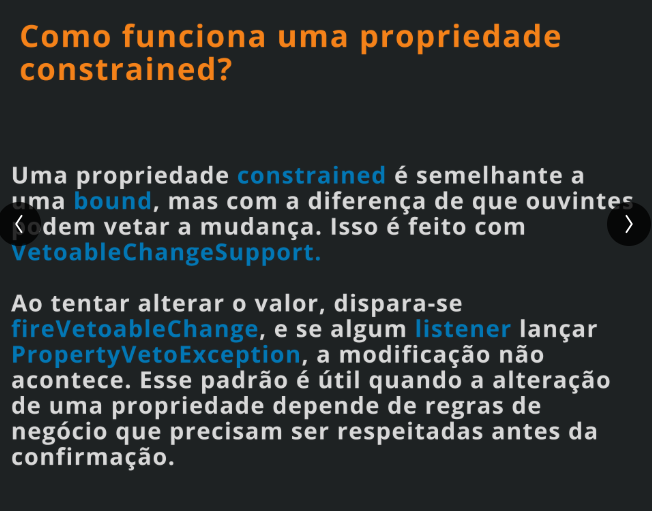 Como funciona uma propriedade
constrained?
Uma propriedade constrained é semelhante a
uma bound, mas com a diferença de que ouvintes
podem vetar a mudança. Isso é feito com
VetoableChangeSupport.
Ao tentar alterar o valor, dispara-se
fireVetoableChange, e se algum listener lançar
PropertyVetoException, a modificação não
acontece. Esse padrão é útil quando a alteração
de uma propriedade depende de regras de
negócio que precisam ser respeitadas antes da
confirmação.